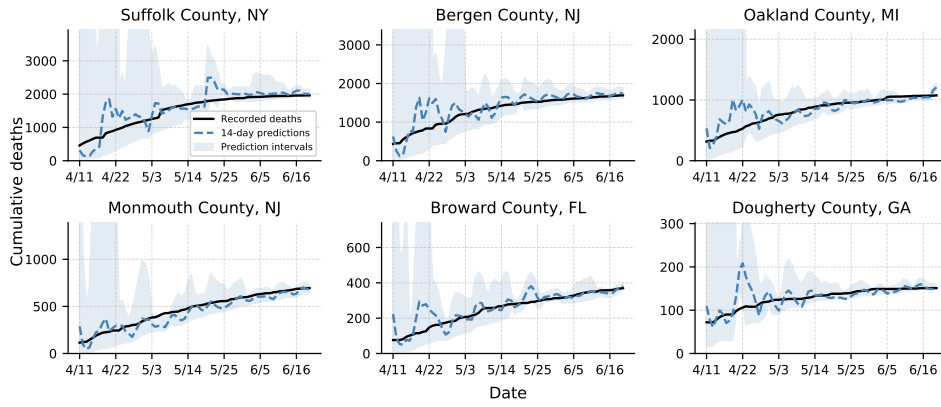 Suffolk County, NY
Bergen County, NJ
Oakland County, MI
3000
2000
1000
0
4/11 4/22 5/3 5/14 5/25 6/5 6/16
Recorded deaths
14-day predictions
Prediction intervals
3000
2000
1000
0
4/11 4/22 5/3 5/14 5/25 6/5 6/16
2000
1000
0
4/11 4/22 5/3 5/14 5/25 6/5 6/16
Cumulative deaths
Monmouth County, NJ
Broward County, FL
Dougherty County, GA
1000
500
0
4/11 4/22 5/3 5/14 5/25 6/5 6/16
600
400
200
0
4/11 4/22 5/3 5/14 5/25 6/5 6/16
300
200
100
0
4/11 4/22 5/3 5/14 5/25 6/5 6/16
Date